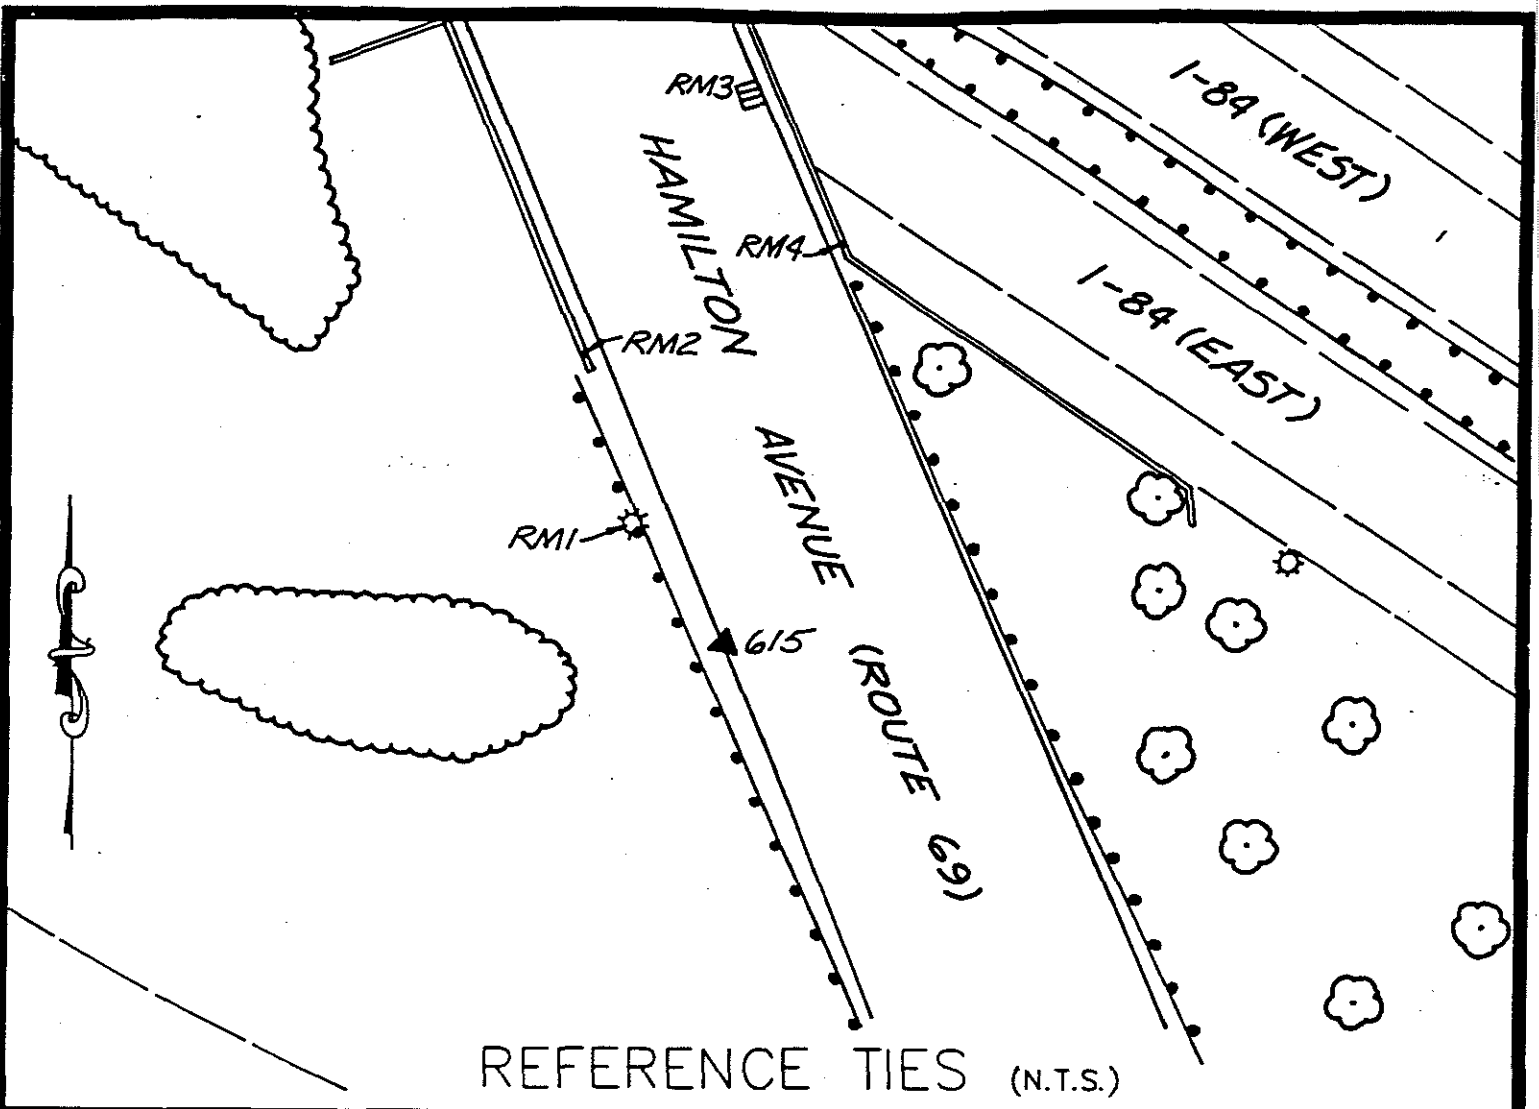 RM3
I-84 (WEST)
HAMILTON AVENUE (ROUTE 69)
RM4
I-84 (EAST)
RM2
RM1
615
REFERENCE TIES (N.T.S.)